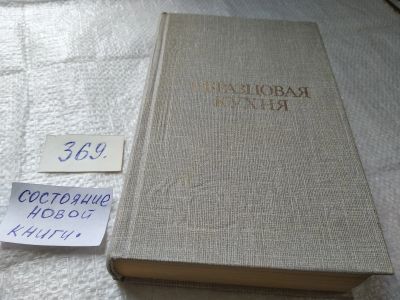 ОБРАЗЦОВАЯ
КУХНЯ
369.
СОСТОЯНИЕ
НОВОЙ
КНИГИ.